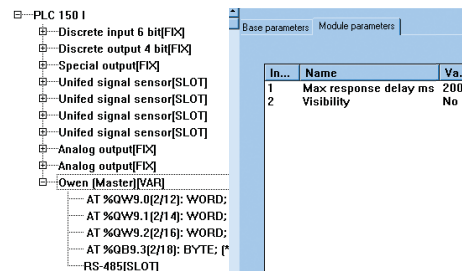 PLC 150 I
Discrete input 6 bit[FIX]
Discrete output 4 bit[FIX]
Special output[FIX]
Unifed signal sensor[SLOT]
Unifed signal sensor[SLOT]
Unifed signal sensor[SLOT]
Unifed signal sensor[SLOT]
Analog output[FIX]
Analog output[FIX]
Owen (Master)[VAR]
AT %QW9.0(2/12): WORD;
AT %QW9.1(2/14): WORD;
AT %QW9.2(2/16): WORD;
AT %QB9.3(2/18): BYTE; (*
RS-485[SLOT]
Base parameters Module parameters
In... Name Va.
1 Max response delay ms 200
2 Visibility No